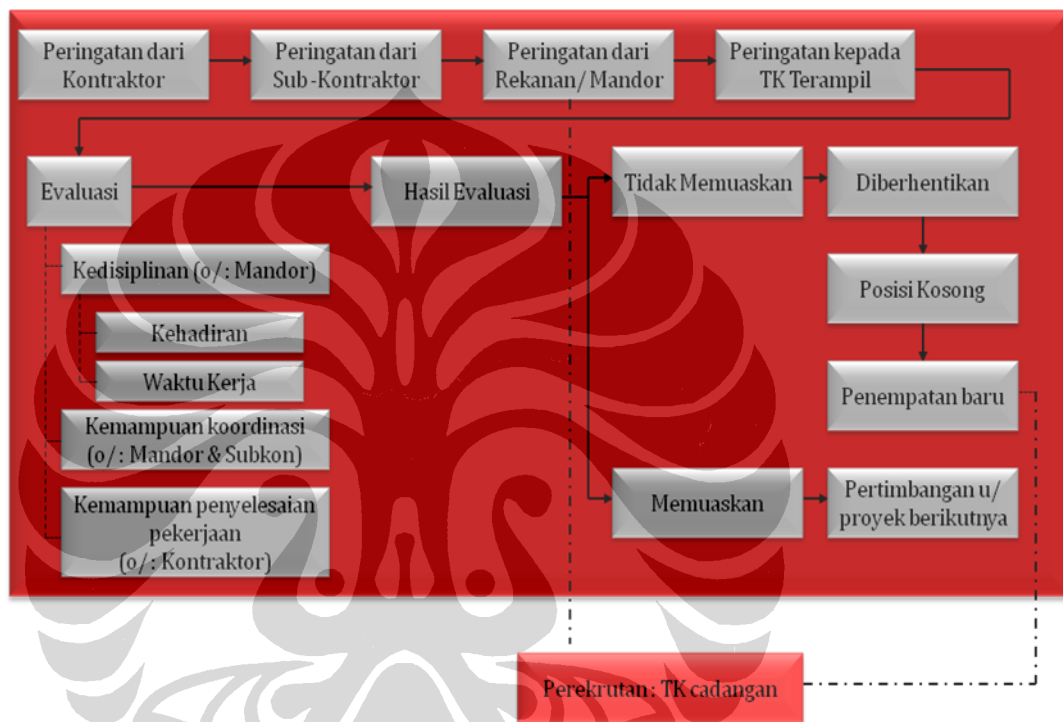 Peringatan dari
Kontraktor
Peringatan dari
Sub -Kontraktor
Peringatan dari
Rekanan/ Mandor
Peringatan kepada
TK Terampil
Evaluasi
Hasil Evaluasi
Tidak Memuaskan
Diberhentikan
Kedisiplinan (o/: Mandor)
Posisi Kosong
Kehadiran
Waktu Kerja
Penempatan baru
Kemampuan koordinasi
(o/: Mandor & Subkon)
Memuaskan
Pertimbangan u/
proyek berikutnya
Kemampuan penyelesaian
pekerjaan
(o/: Kontraktor)
Perekrutan : TK cadangan